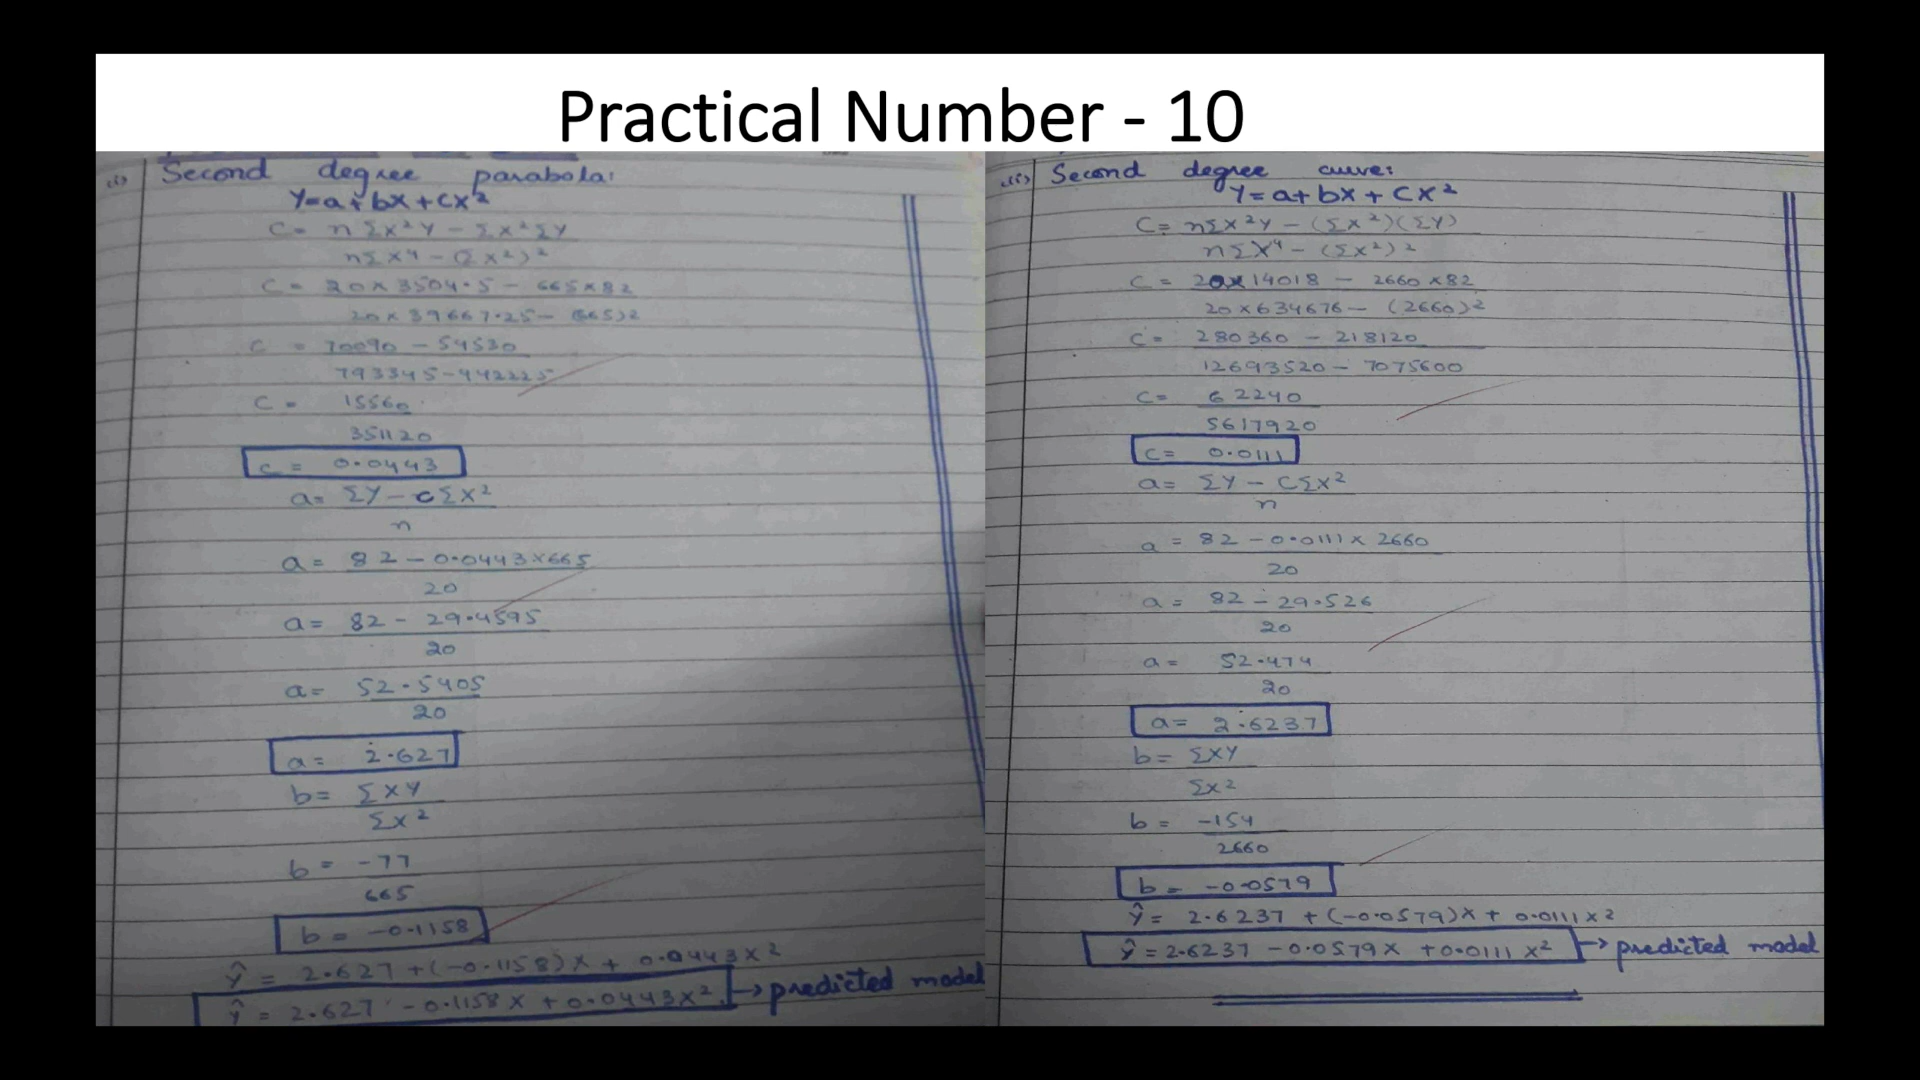 Practical Number - 10
(i) Second degree parabola:
Y=a+bX+cX²
C = nΣX²Y - ΣX²ΣY
nΣX⁴ - (ΣX²)²
C = 20×3504.5 - 665×82
20×39667.25 - (665)²
C = 70090 - 54530
793345-442225
C = 15560
351120
C = 0.0443
a= ΣY - CΣX²
n
a= 82 - 0.0443×665
20
a= 82 - 29.4595
20
a= 52.5405
20
a= 2.627
b= ΣXY
ΣX²
b = -77
665
b = -0.1158
Ŷ = 2.627 +(-0.1158)X + 0.0443X²
Ŷ = 2.627 - 0.1158X + 0.0443X² → predicted model
(ii) Second degree curve:
Y= a+bX + CX²
C= nΣX²Y - (ΣX²)(ΣY)
nΣX⁴ - (ΣX²)²
C = 20×14018 - 2660×82
20×634676 - (2660)²
C = 280360 - 218120
12693520 - 7075600
C= 62240
5617920
C= 0.0111
a= ΣY - CΣX²
n
a = 82 - 0.0111×2660
20
a = 82 - 29.526
20
a = 52.474
20
a= 2.6237
b= ΣXY
ΣX²
b = -154
2660
b = -0.0579
Ŷ = 2.6237 +(-0.0579)X + 0.0111X²
Ŷ = 2.6237 - 0.0579X + 0.0111X² → predicted model